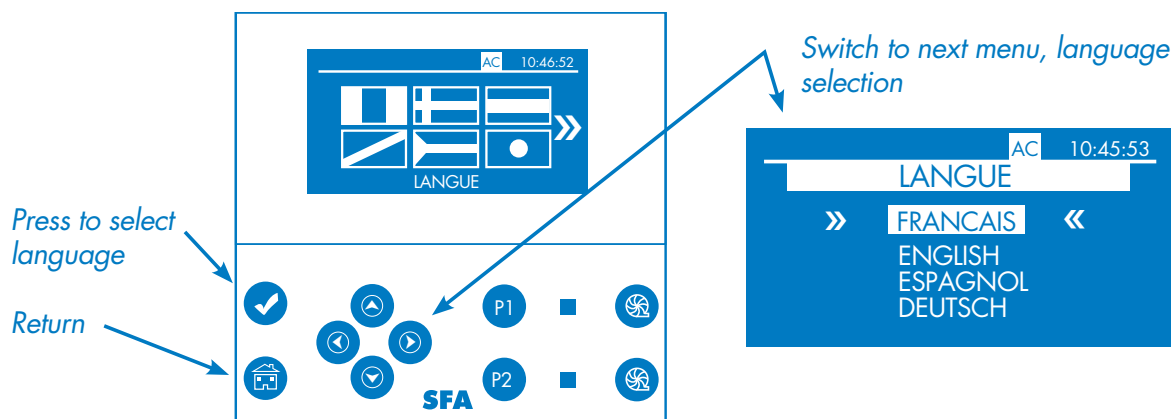 AC 10:46:52
LANGUE
Switch to next menu, language
selection
AC 10:45:53
LANGUE
» FRANCAIS «
ENGLISH
ESPAGNOL
DEUTSCH
Press to select
language
Return
P1
P2
SFA